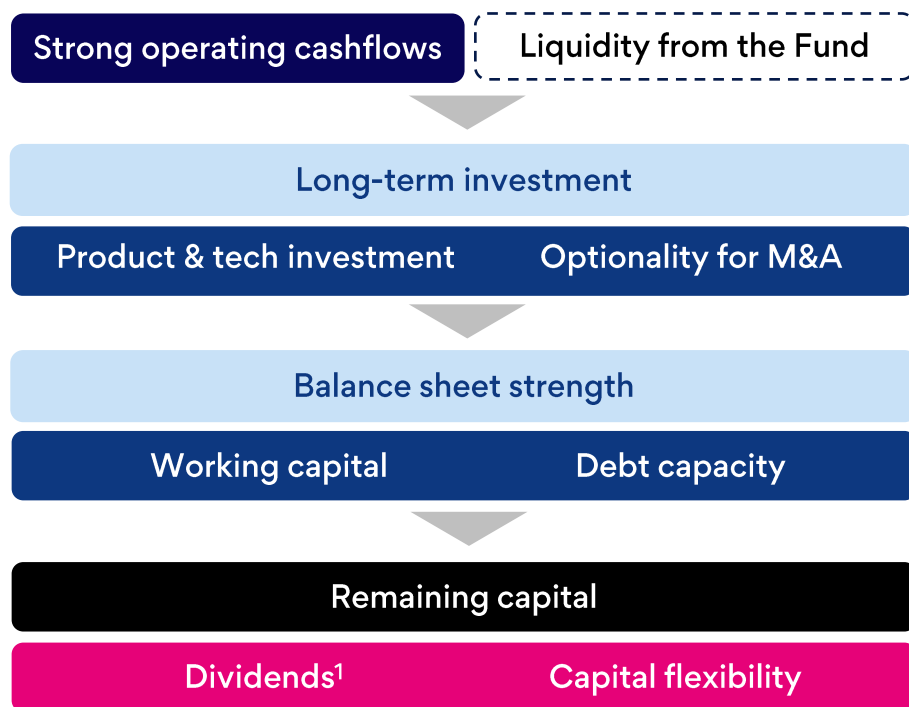 Strong operating cashflows
Liquidity from the Fund
Long-term investment
Product & tech investment
Optionality for M&A
Balance sheet strength
Working capital
Debt capacity
Remaining capital
Dividends¹
Capital flexibility